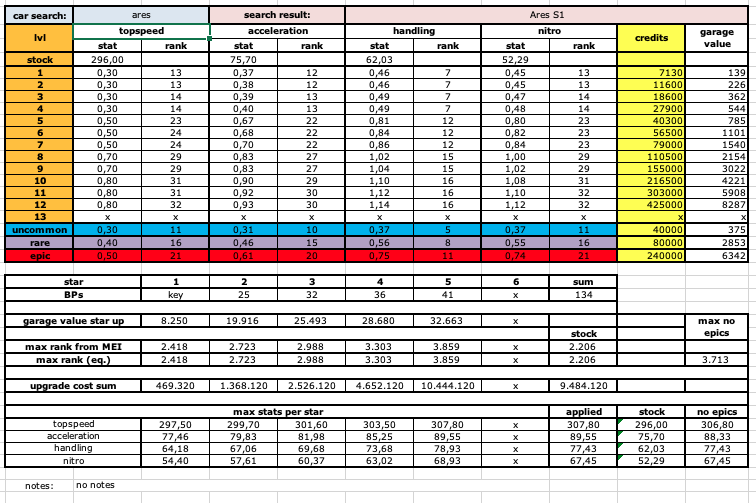 car search: ares search result: Ares S1
lvl topspeed acceleration handling nitro credits garage value
stat rank stat rank stat rank stat rank
stock 296,00 75,70 62,03 52,29
1 0,30 13 0,37 12 0,46 7 0,45 13 7130 139
2 0,30 13 0,38 12 0,46 7 0,45 13 11600 226
3 0,30 14 0,39 13 0,49 7 0,47 14 18600 362
4 0,30 14 0,40 13 0,49 7 0,48 14 27900 544
5 0,50 23 0,67 22 0,81 12 0,80 23 40300 785
6 0,50 24 0,68 22 0,84 12 0,82 23 56500 1101
7 0,50 24 0,70 22 0,86 12 0,84 23 79000 1540
8 0,70 29 0,83 27 1,02 15 1,00 29 110500 2154
9 0,70 29 0,83 27 1,04 15 1,02 29 155000 3022
10 0,80 31 0,90 29 1,10 16 1,08 31 216500 4221
11 0,80 31 0,92 30 1,12 16 1,10 32 303000 5908
12 0,80 32 0,93 30 1,14 16 1,12 32 425000 8287
13 x x x x x x x x x x
uncommon 0,30 11 0,31 10 0,37 5 0,37 11 40000 375
rare 0,40 16 0,46 15 0,56 8 0,55 16 80000 2853
epic 0,50 21 0,61 20 0,75 11 0,74 21 240000 6342
star 1 2 3 4 5 6 sum
BPs key 25 32 36 41 x 134
garage value star up 8.250 19.916 25.493 28.680 32.663 x max no epics
stock
max rank from MEI 2.418 2.723 2.988 3.303 3.859 x 2.206
max rank (eq.) 2.418 2.723 2.988 3.303 3.859 x 2.206 3.713
upgrade cost sum 469.320 1.368.120 2.526.120 4.652.120 10.444.120 x 9.484.120
max stats per star applied stock no epics
topspeed 297,50 299,70 301,60 303,50 307,80 x 307,80 296,00 306,80
acceleration 77,46 79,83 81,98 85,25 89,55 x 89,55 75,70 88,33
handling 64,18 67,06 69,68 73,68 78,93 x 77,43 62,03 77,43
nitro 54,40 57,61 60,37 63,02 68,93 x 67,45 52,29 67,45
notes: no notes